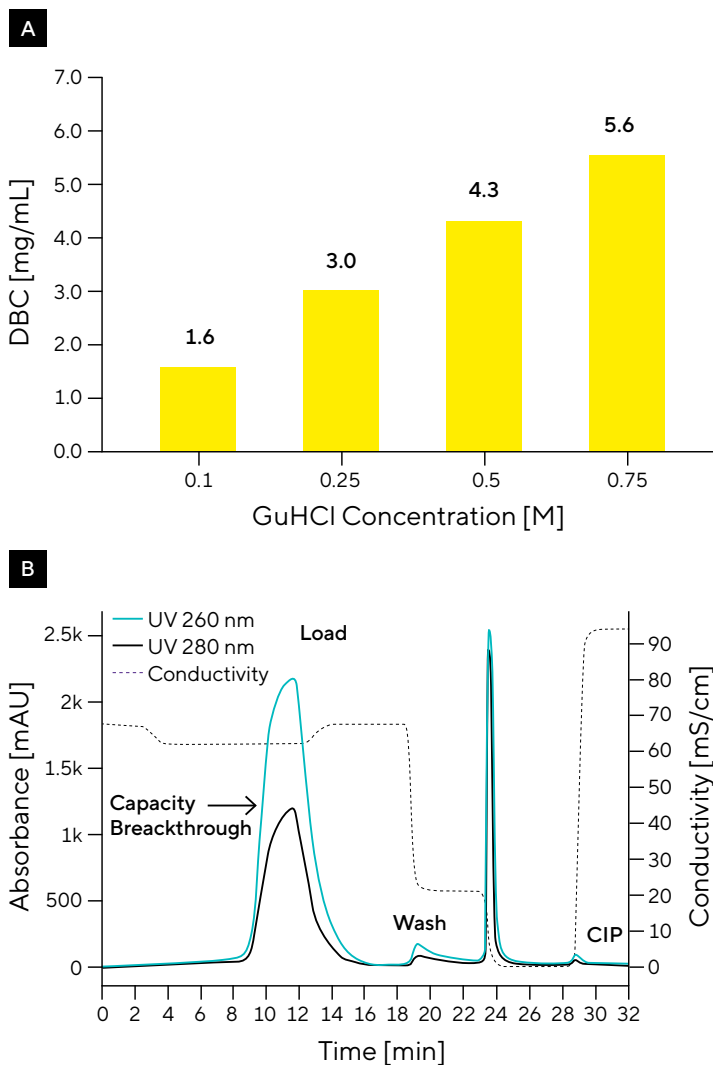 A
7.0
6.0
5.0
4.0
3.0
2.0
1.0
0.0
DBC [mg/mL]
1.6
3.0
4.3
5.6
0.1 0.25 0.5 0.75
GuHCl Concentration [M]
B
UV 260 nm
UV 280 nm
Conductivity
Load
Capacity
Breackthrough
Wash
CIP
2.5k
2k
1.5k
1k
500
0
Absorbance [mAU]
90
80
70
60
50
40
30
20
10
0
Conductivity [mS/cm]
0 2 4 6 8 10 12 14 16 18 20 22 24 26 28 30 32
Time [min]